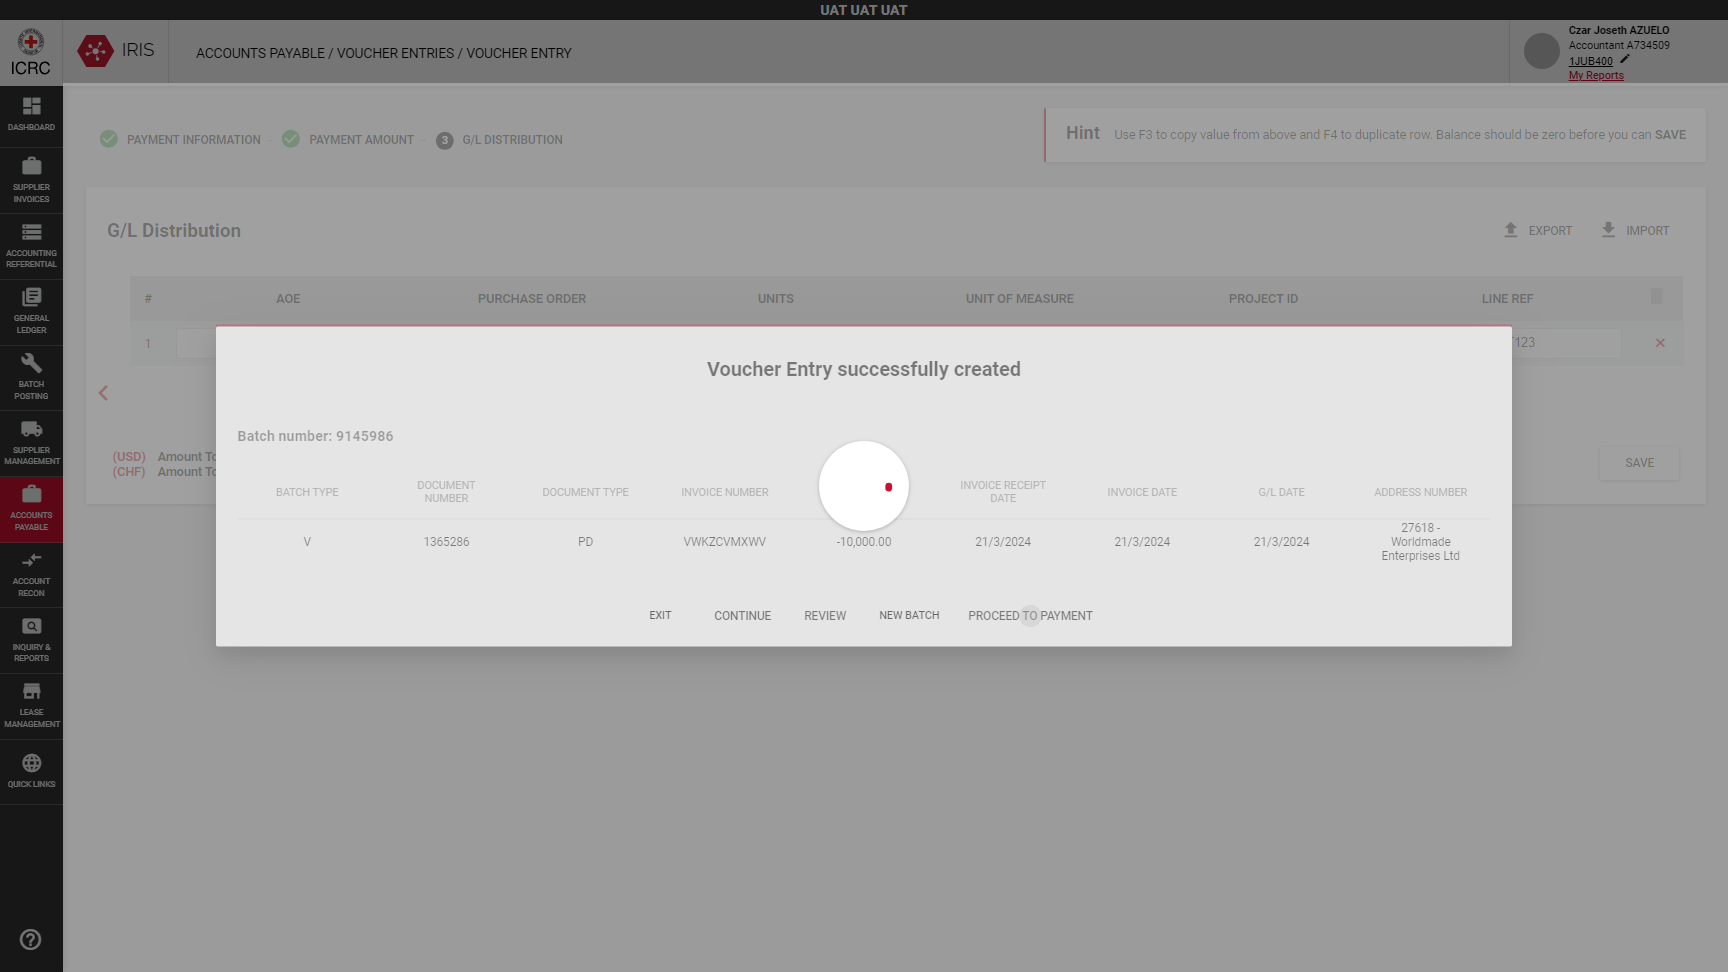 UAT UAT UAT
ICRC
IRIS
ACCOUNTS PAYABLE / VOUCHER ENTRIES / VOUCHER ENTRY
Czar Joseth AZUELO
Accountant A734509
1JUB400
My Reports
DASHBOARD
SUPPLIER
INVOICES
ACCOUNTING
REFERENTIAL
GENERAL
LEDGER
BATCH
POSTING
SUPPLIER
MANAGEMENT
ACCOUNTS
PAYABLE
ACCOUNT
RECON
INQUIRY &
REPORTS
LEASE
MANAGEMENT
QUICK LINKS
PAYMENT INFORMATION
PAYMENT AMOUNT
3 G/L DISTRIBUTION
Hint Use F3 to copy value from above and F4 to duplicate row. Balance should be zero before you can SAVE
G/L Distribution
EXPORT
IMPORT
# AOE PURCHASE ORDER UNITS UNIT OF MEASURE PROJECT ID LINE REF
1 123
(USD) Amount To
(CHF) Amount To
SAVE
Voucher Entry successfully created
Batch number: 9145986
BATCH TYPE
DOCUMENT
NUMBER
DOCUMENT TYPE
INVOICE NUMBER
INVOICE RECEIPT
DATE
INVOICE DATE
G/L DATE
ADDRESS NUMBER
V 1365286 PD VWKZCVMXWV -10,000.00 21/3/2024 21/3/2024 21/3/2024
27618 -
Worldmade
Enterprises Ltd
EXIT CONTINUE REVIEW NEW BATCH PROCEED TO PAYMENT